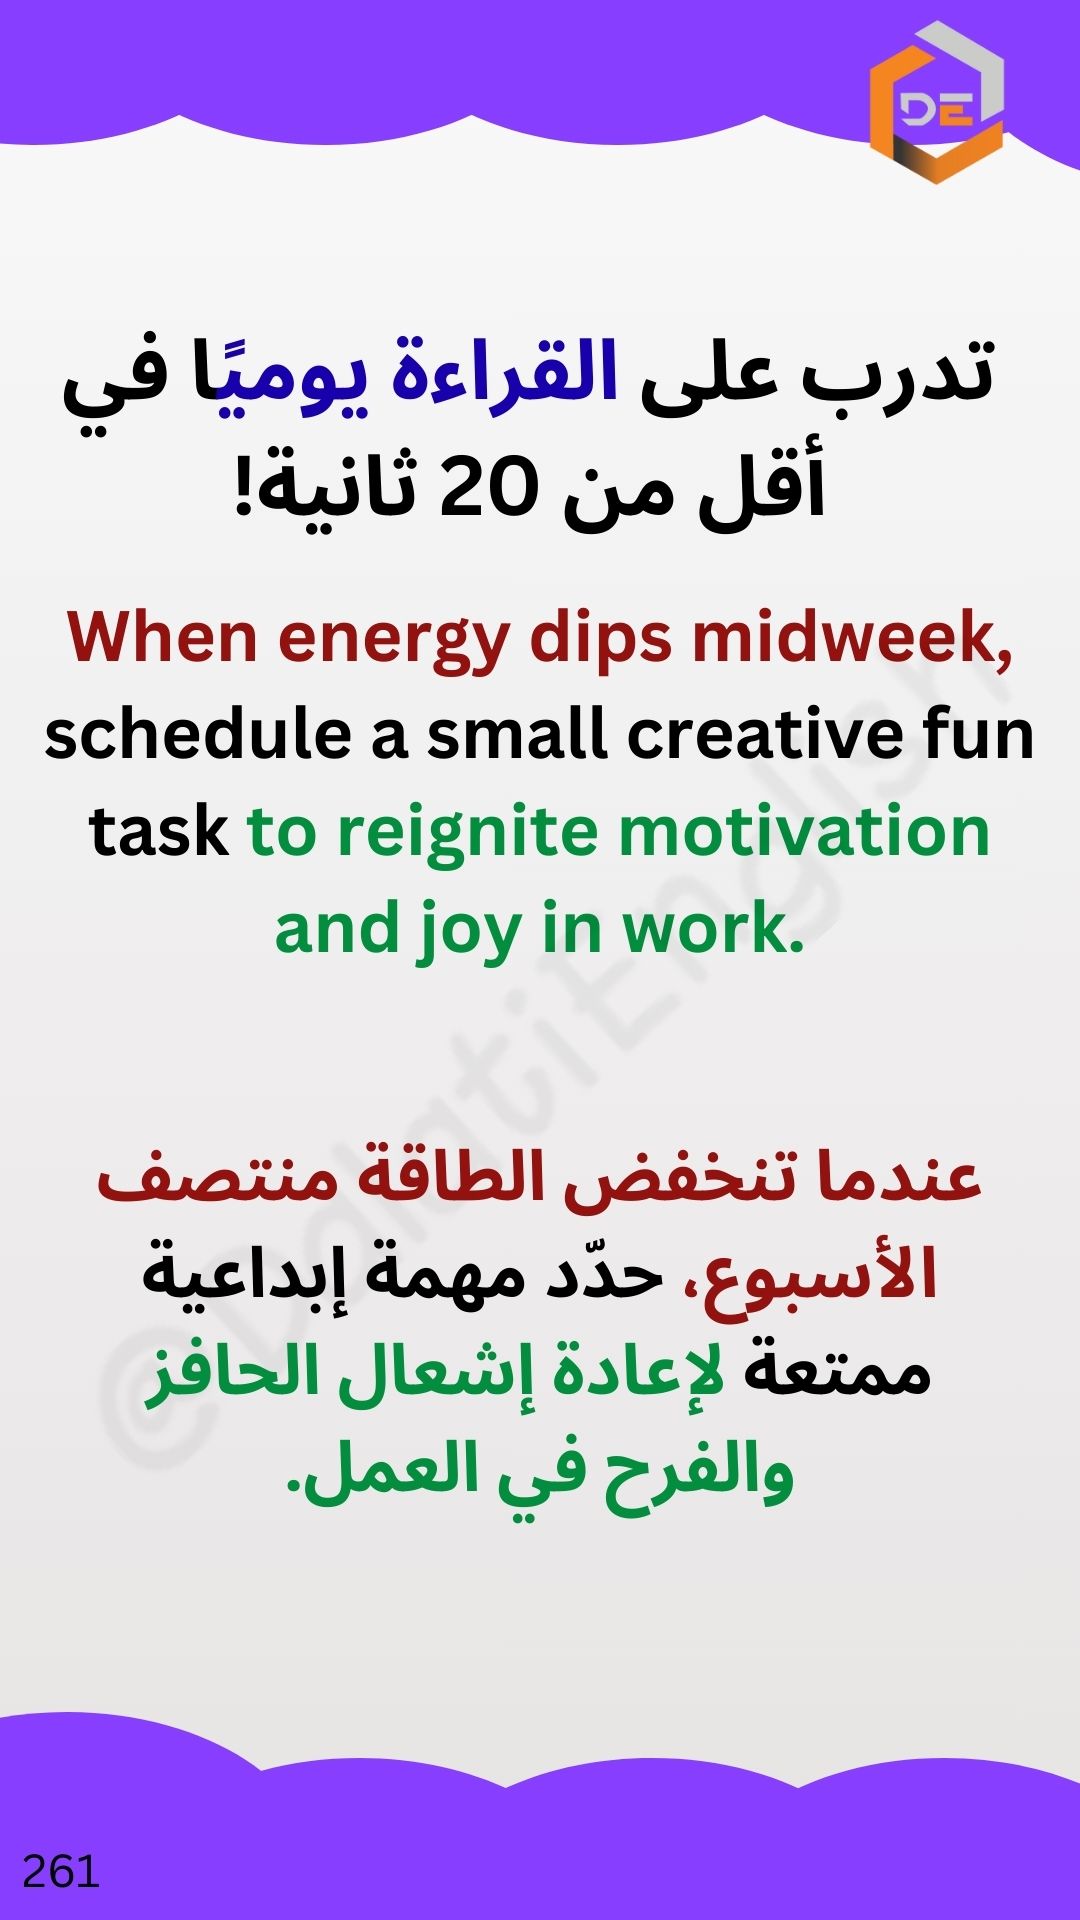 DE
تدرب على القراءة يوميًا في
أقل من 20 ثانية!
When energy dips midweek,
schedule a small creative fun
task to reignite motivation
and joy in work.
عندما تنخفض الطاقة منتصف
الأسبوع، حدّد مهمة إبداعية
ممتعة لإعادة إشعال الحافز
والفرح في العمل.
@DalatiEnglish
261